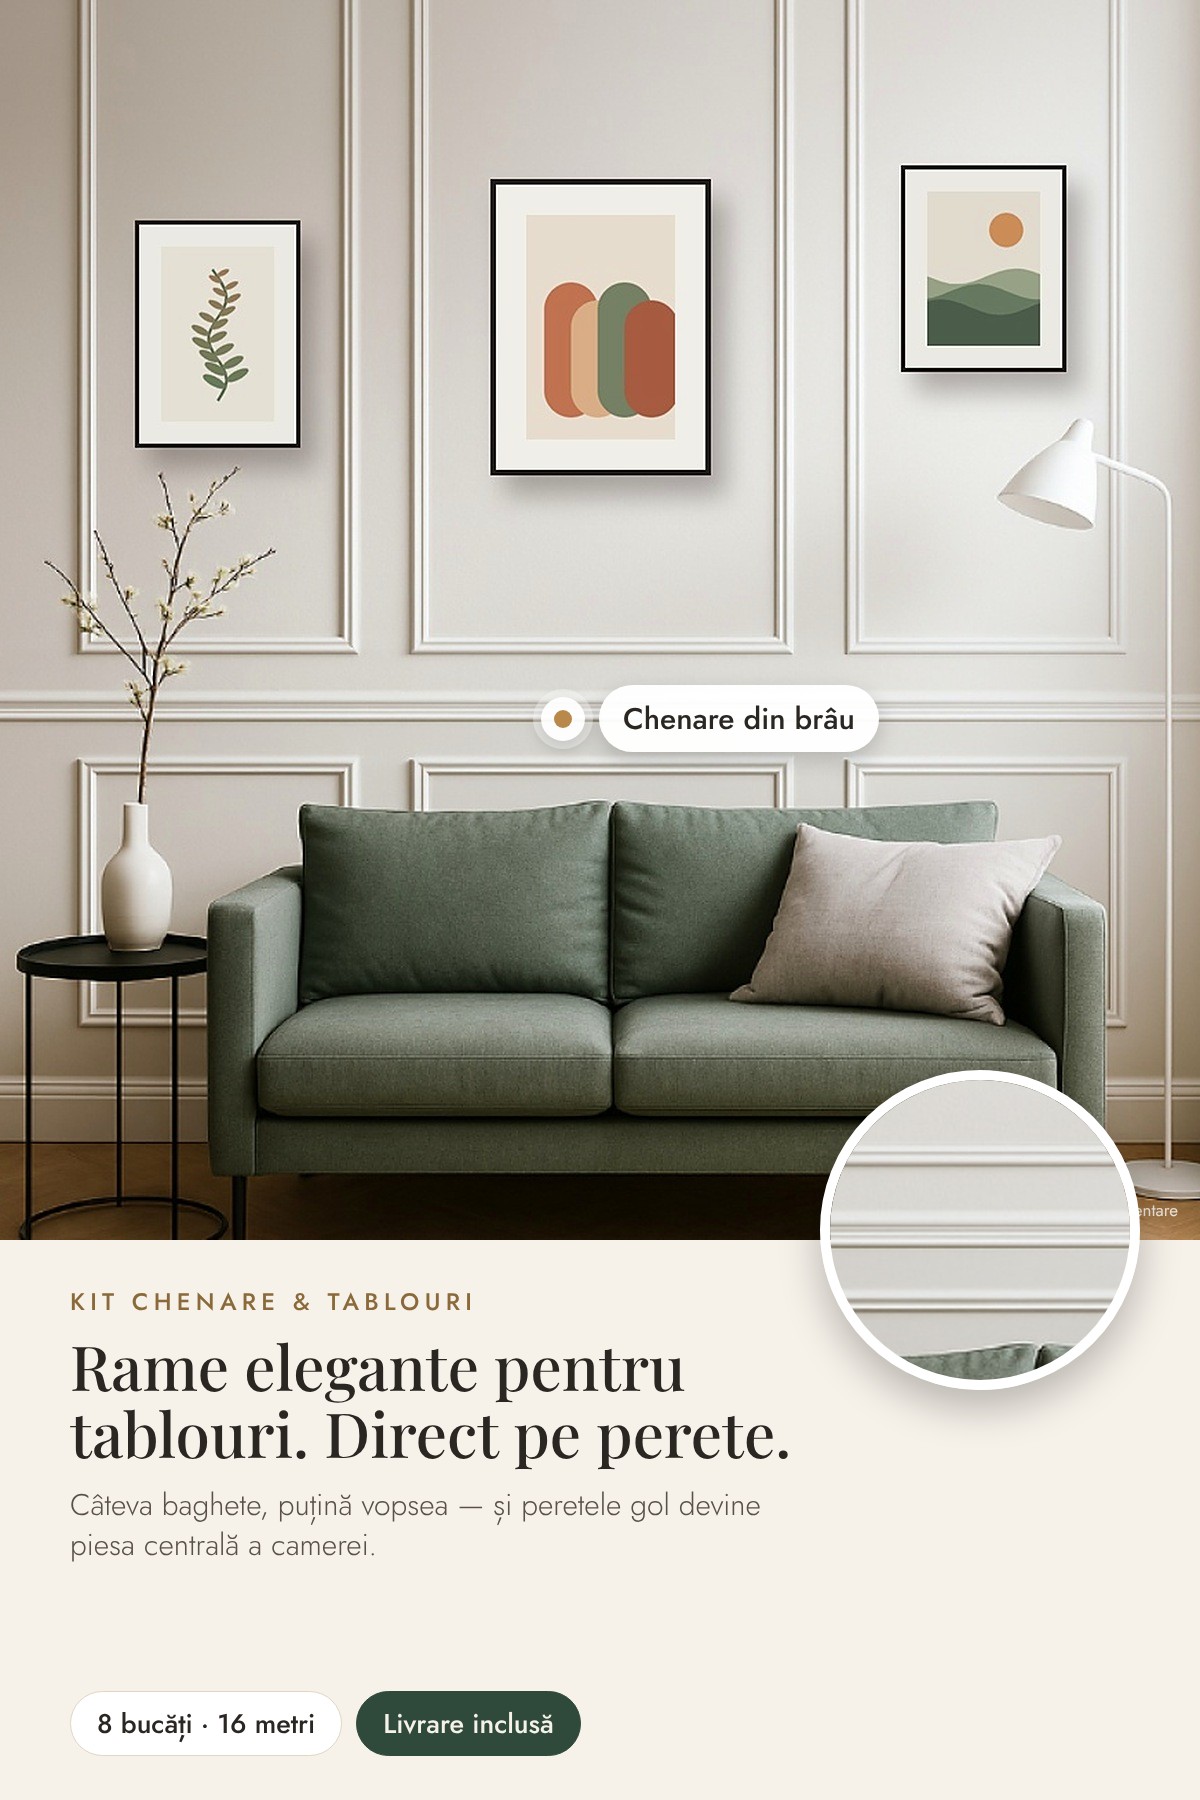 Chenare din brâu
KIT CHENARE & TABLOURI
Rame elegante pentru
tablouri. Direct pe perete.
Câteva baghete, puțină vopsea — și peretele gol devine
piesa centrală a camerei.
8 bucăți · 16 metri
Livrare inclusă